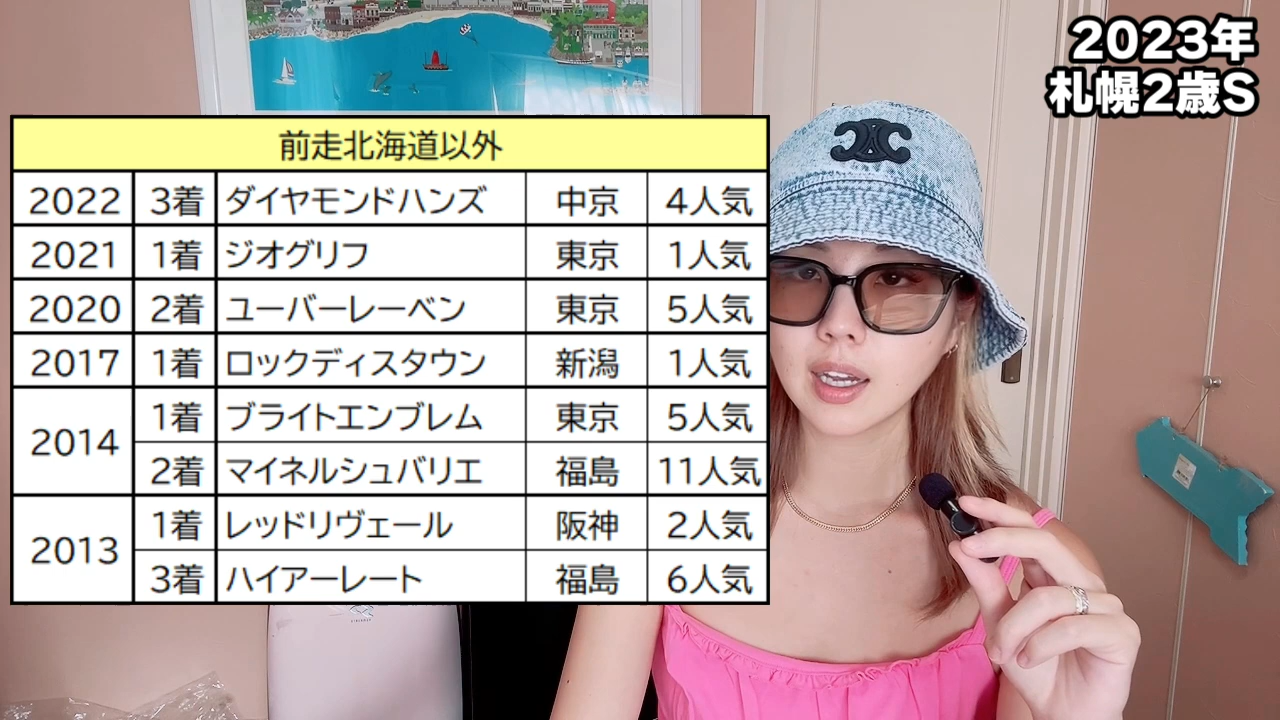 2023年
札幌2歳S
前走北海道以外
2022 3着 ダイヤモンドハンズ 中京 4人気
2021 1着 ジオグリフ 東京 1人気
2020 2着 ユーバーレーベン 東京 5人気
2017 1着 ロックディスタウン 新潟 1人気
2014 1着 ブライトエンブレム 東京 5人気
2着 マイネルシュバリエ 福島 11人気
2013 1着 レッドリヴェール 阪神 2人気
3着 ハイアーレート 福島 6人気